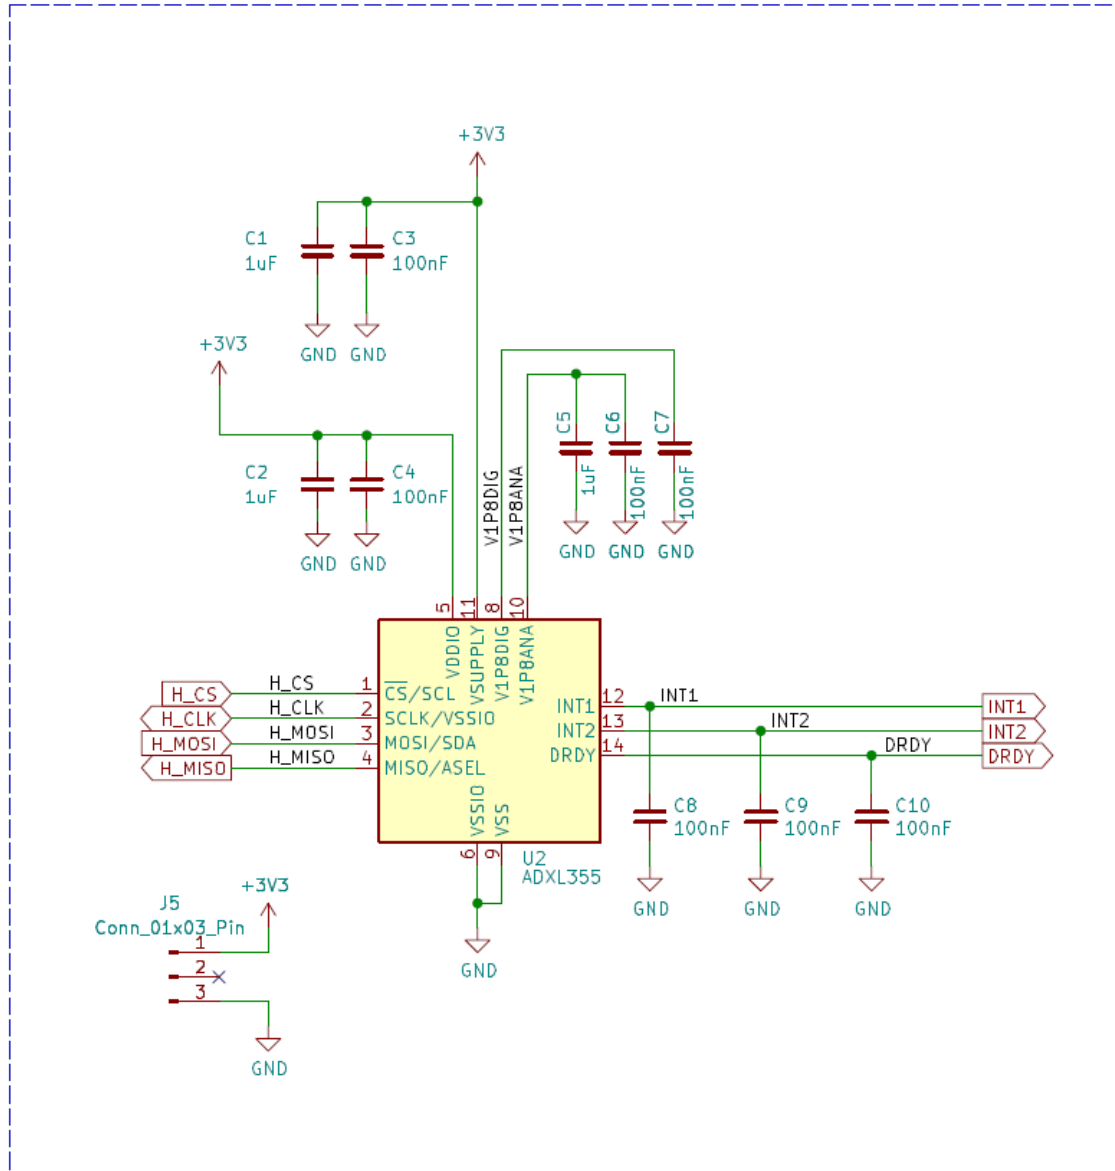 +3V3
C1
1uF
C3
100nF
GND
GND
+3V3
C2
1uF
C4
100nF
GND
GND
V1P8DIG
V1P8ANA
C5
1uF
C6
100nF
C7
100nF
GND
GND
GND
5
11
8
10
VDDIO
VSUPPLY
V1P8DIG
V1P8ANA
H_CS
H_CS
1
CS/SCL
H_CLK
H_CLK
2
SCLK/VSSIO
H_MOSI
H_MOSI
3
MOSI/SDA
H_MISO
H_MISO
4
MISO/ASEL
INT1
12
INT1
INT1
INT2
13
INT2
INT2
DRDY
14
DRDY
DRDY
VSSIO
VSS
6
9
U2
ADXL355
GND
C8
100nF
GND
C9
100nF
GND
C10
100nF
GND
J5
Conn_01x03_Pin
+3V3
1
2
3
GND